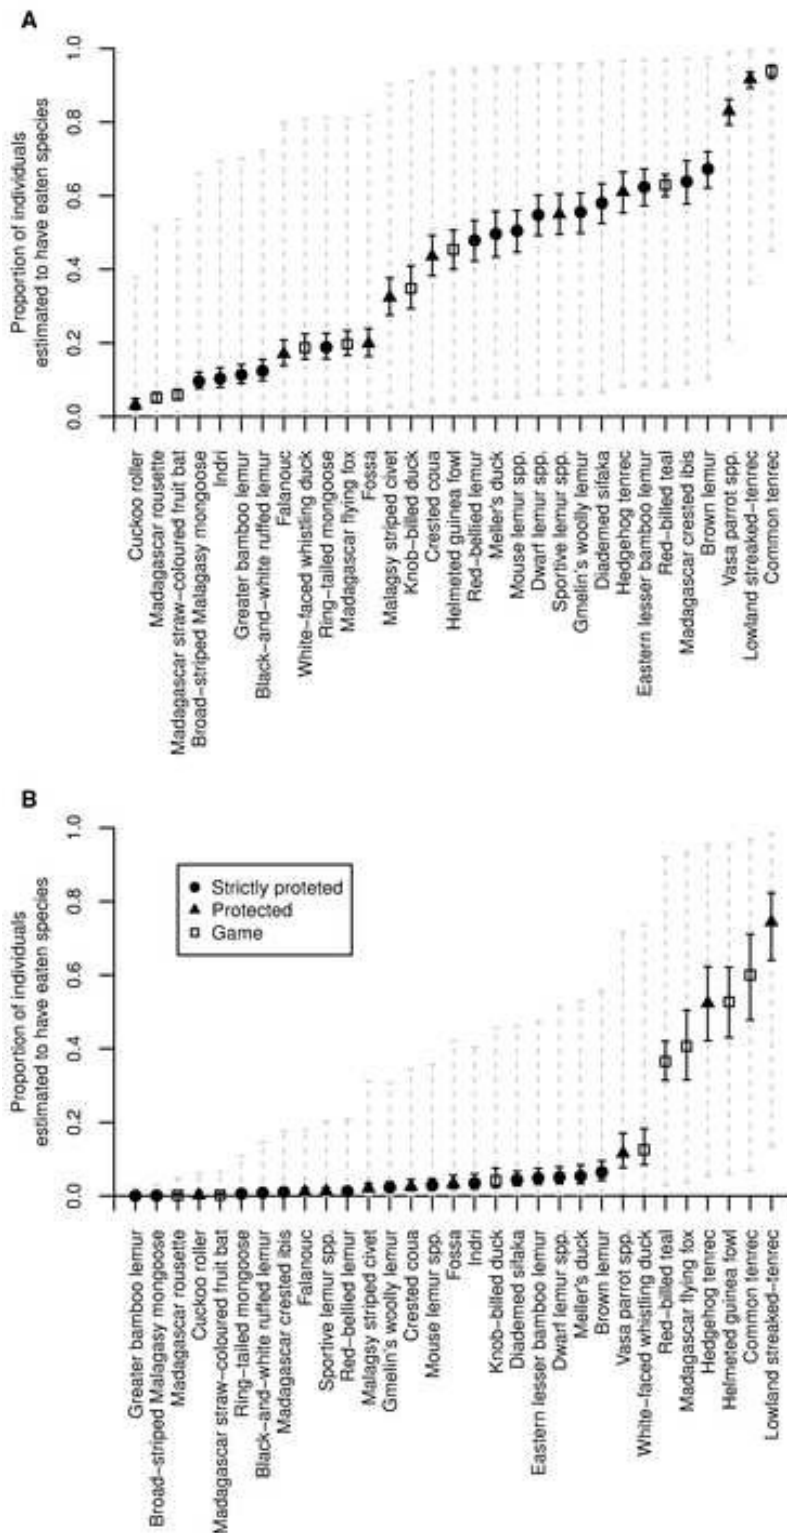 A
Proportion of individuals
estimated to have eaten species
1.0
0.8
0.6
0.4
0.2
0.0
Cuckoo roller
Madagascar rousette
Madagascar straw-coloured fruit bat
Broad-striped Malagasy mongoose
Indri
Greater bamboo lemur
Black-and-white ruffed lemur
Falanouc
White-faced whistling duck
Ring-tailed mongoose
Madagascar flying fox
Fossa
Malagsy striped civet
Knob-billed duck
Crested coua
Helmeted guinea fowl
Red-bellied lemur
Meller's duck
Mouse lemur spp.
Dwarf lemur spp.
Sportive lemur spp.
Gmelin's woolly lemur
Diademed sifaka
Hedgehog tenrec
Eastern lesser bamboo lemur
Red-billed teal
Madagascar crested ibis
Brown lemur
Vasa parrot spp.
Lowland streaked-tenrec
Common tenrec
B
Proportion of individuals
estimated to have eaten species
1.0
0.8
0.6
0.4
0.2
0.0
Strictly proteted
Protected
Game
Greater bamboo lemur
Broad-striped Malagasy mongoose
Madagascar rousette
Cuckoo roller
Madagascar straw-coloured fruit bat
Ring-tailed mongoose
Black-and-white ruffed lemur
Madagascar crested ibis
Falanouc
Sportive lemur spp.
Red-bellied lemur
Malagsy striped civet
Gmelin's woolly lemur
Crested coua
Mouse lemur spp.
Fossa
Indri
Knob-billed duck
Diademed sifaka
Eastern lesser bamboo lemur
Dwarf lemur spp.
Meller's duck
Brown lemur
Vasa parrot spp.
White-faced whistling duck
Red-billed teal
Madagascar flying fox
Hedgehog tenrec
Helmeted guinea fowl
Common tenrec
Lowland streaked-tenrec